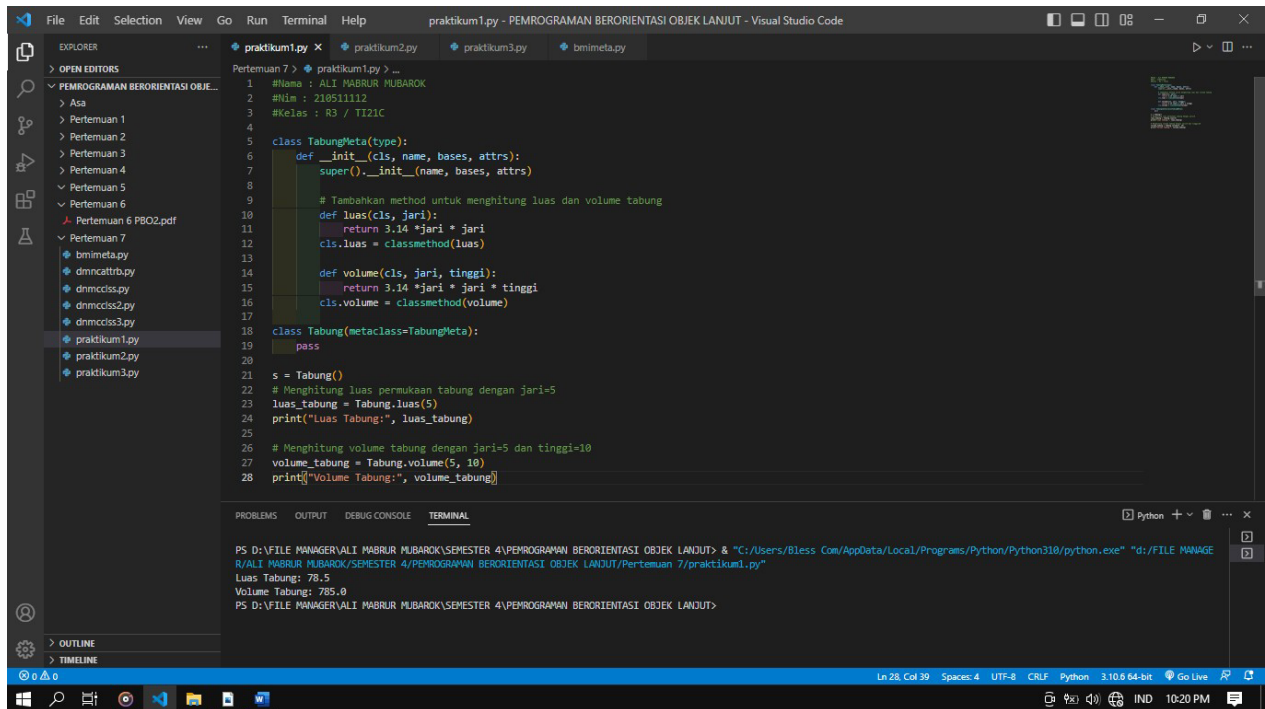 File Edit Selection View Go Run Terminal Help praktikum1.py - PEMROGRAMAN BERORIENTASI OBJEK LANJUT - Visual Studio Code
EXPLORER ...
OPEN EDITORS
PEMROGRAMAN BERORIENTASI OBJE...
Asa
Pertemuan 1
Pertemuan 2
Pertemuan 3
Pertemuan 4
Pertemuan 5
Pertemuan 6
Pertemuan 6 PBO2.pdf
Pertemuan 7
bmimeta.py
dmncattrb.py
dnmcclss.py
dnmcclss2.py
dnmcclss3.py
praktikum1.py
praktikum2.py
praktikum3.py
OUTLINE
TIMELINE
praktikum1.py praktikum2.py praktikum3.py bmimeta.py
Pertemuan 7 > praktikum1.py > ...
1 #Nama : ALI MABRUR MUBAROK
2 #Nim : 210511112
3 #Kelas : R3 / TI21C
4
5 class TabungMeta(type):
6 def __init__(cls, name, bases, attrs):
7 super().__init__(name, bases, attrs)
8
9 # Tambahkan method untuk menghitung luas dan volume tabung
10 def luas(cls, jari):
11 return 3.14 *jari * jari
12 cls.luas = classmethod(luas)
13
14 def volume(cls, jari, tinggi):
15 return 3.14 *jari * jari * tinggi
16 cls.volume = classmethod(volume)
17
18 class Tabung(metaclass=TabungMeta):
19 pass
20
21 s = Tabung()
22 # Menghitung luas permukaan tabung dengan jari=5
23 luas_tabung = Tabung.luas(5)
24 print("Luas Tabung:", luas_tabung)
25
26 # Menghitung volume tabung dengan jari=5 dan tinggi=10
27 volume_tabung = Tabung.volume(5, 10)
28 print("Volume Tabung:", volume_tabung)
PROBLEMS OUTPUT DEBUG CONSOLE TERMINAL Python
PS D:\FILE MANAGER\ALI MABRUR MUBAROK\SEMESTER 4\PEMROGRAMAN BERORIENTASI OBJEK LANJUT> & "C:/Users/Bless Com/AppData/Local/Programs/Python/Python310/python.exe" "d:/FILE MANAGE
R/ALI MABRUR MUBAROK/SEMESTER 4/PEMROGRAMAN BERORIENTASI OBJEK LANJUT/Pertemuan 7/praktikum1.py"
Luas Tabung: 78.5
Volume Tabung: 785.0
PS D:\FILE MANAGER\ALI MABRUR MUBAROK\SEMESTER 4\PEMROGRAMAN BERORIENTASI OBJEK LANJUT>
0 0 Ln 28, Col 39 Spaces: 4 UTF-8 CRLF Python 3.10.6 64-bit Go Live
IND 10:20 PM